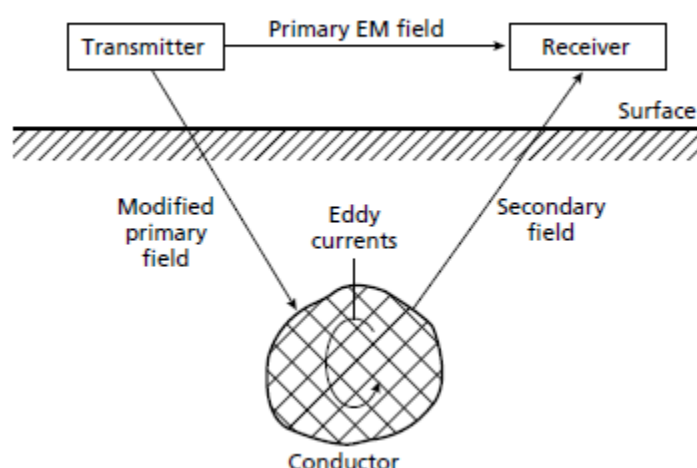 Primary EM field
Transmitter
Receiver
Surface
Modified
primary
field
Eddy
currents
Secondary
field
Conductor